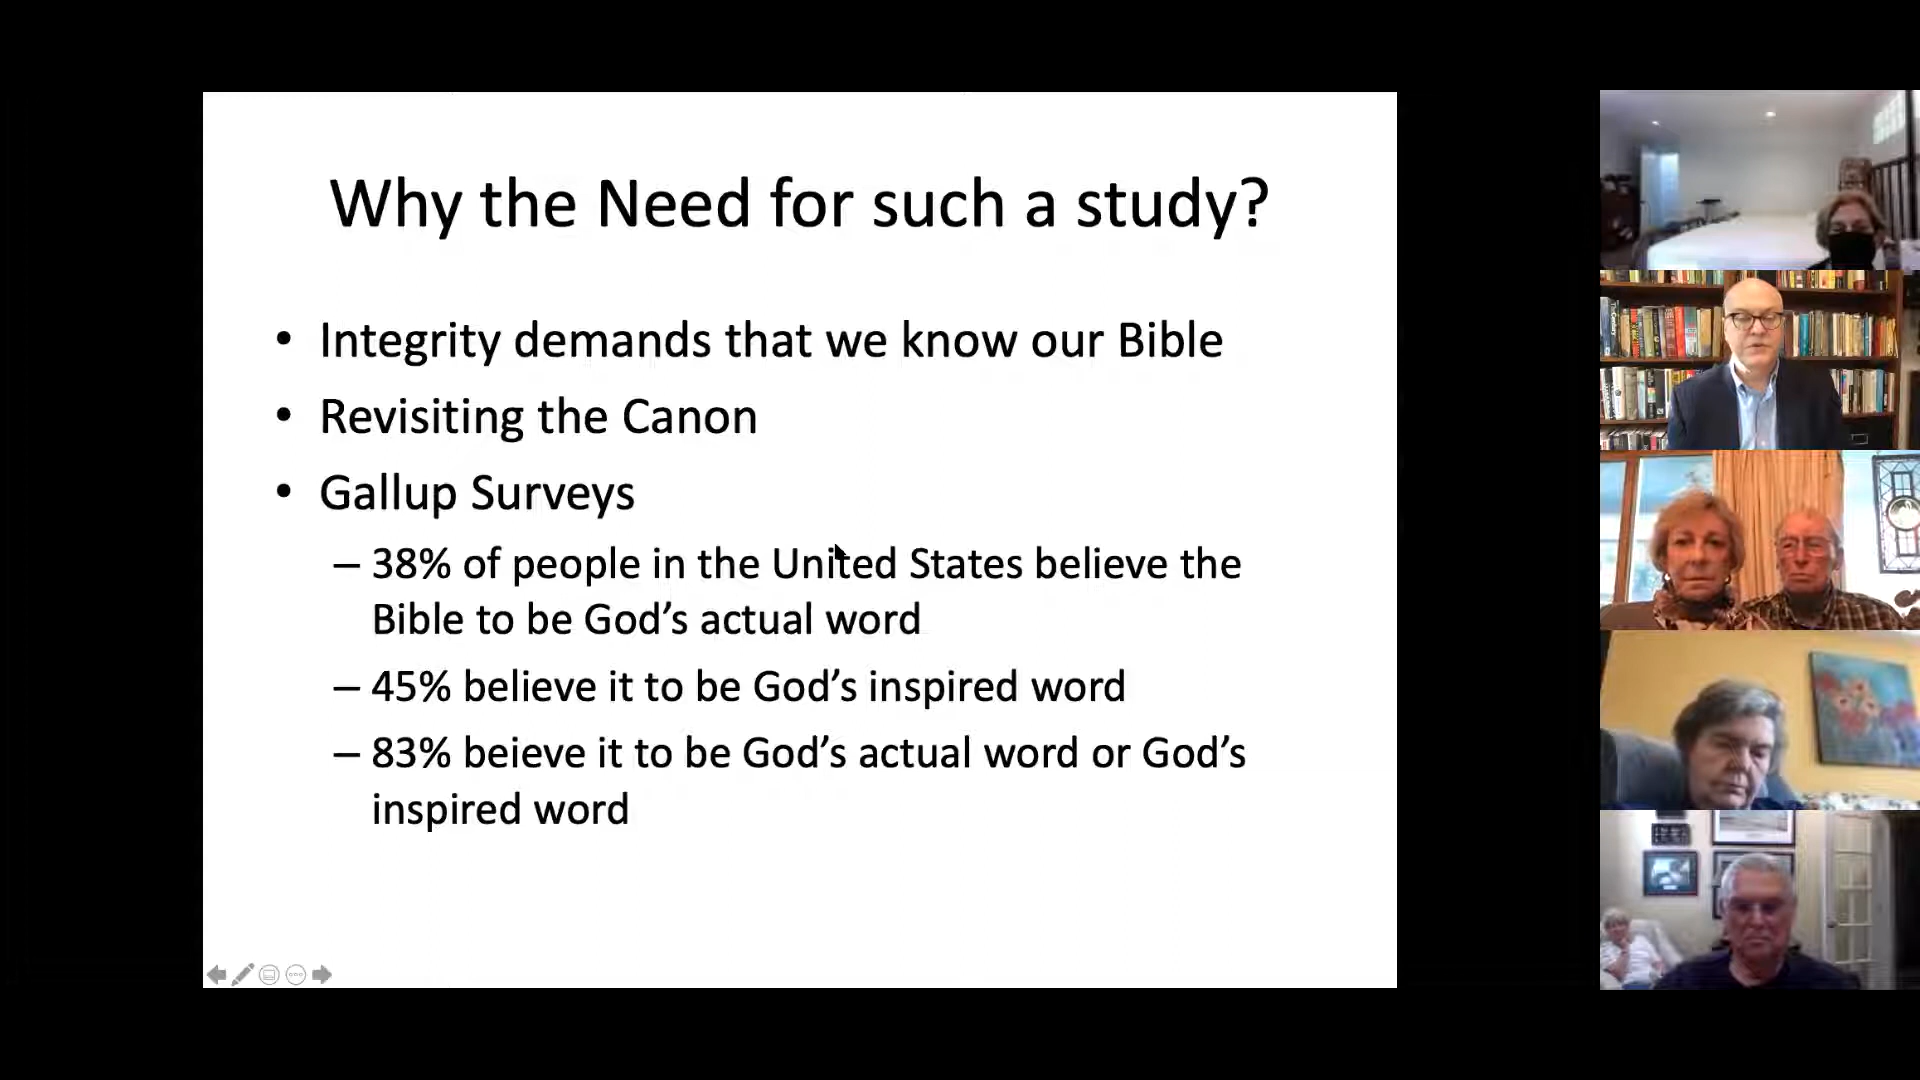 Why the Need for such a study?
• Integrity demands that we know our Bible
• Revisiting the Canon
• Gallup Surveys
– 38% of people in the United States believe the
Bible to be God’s actual word
– 45% believe it to be God’s inspired word
– 83% beieve it to be God’s actual word or God’s
inspired word